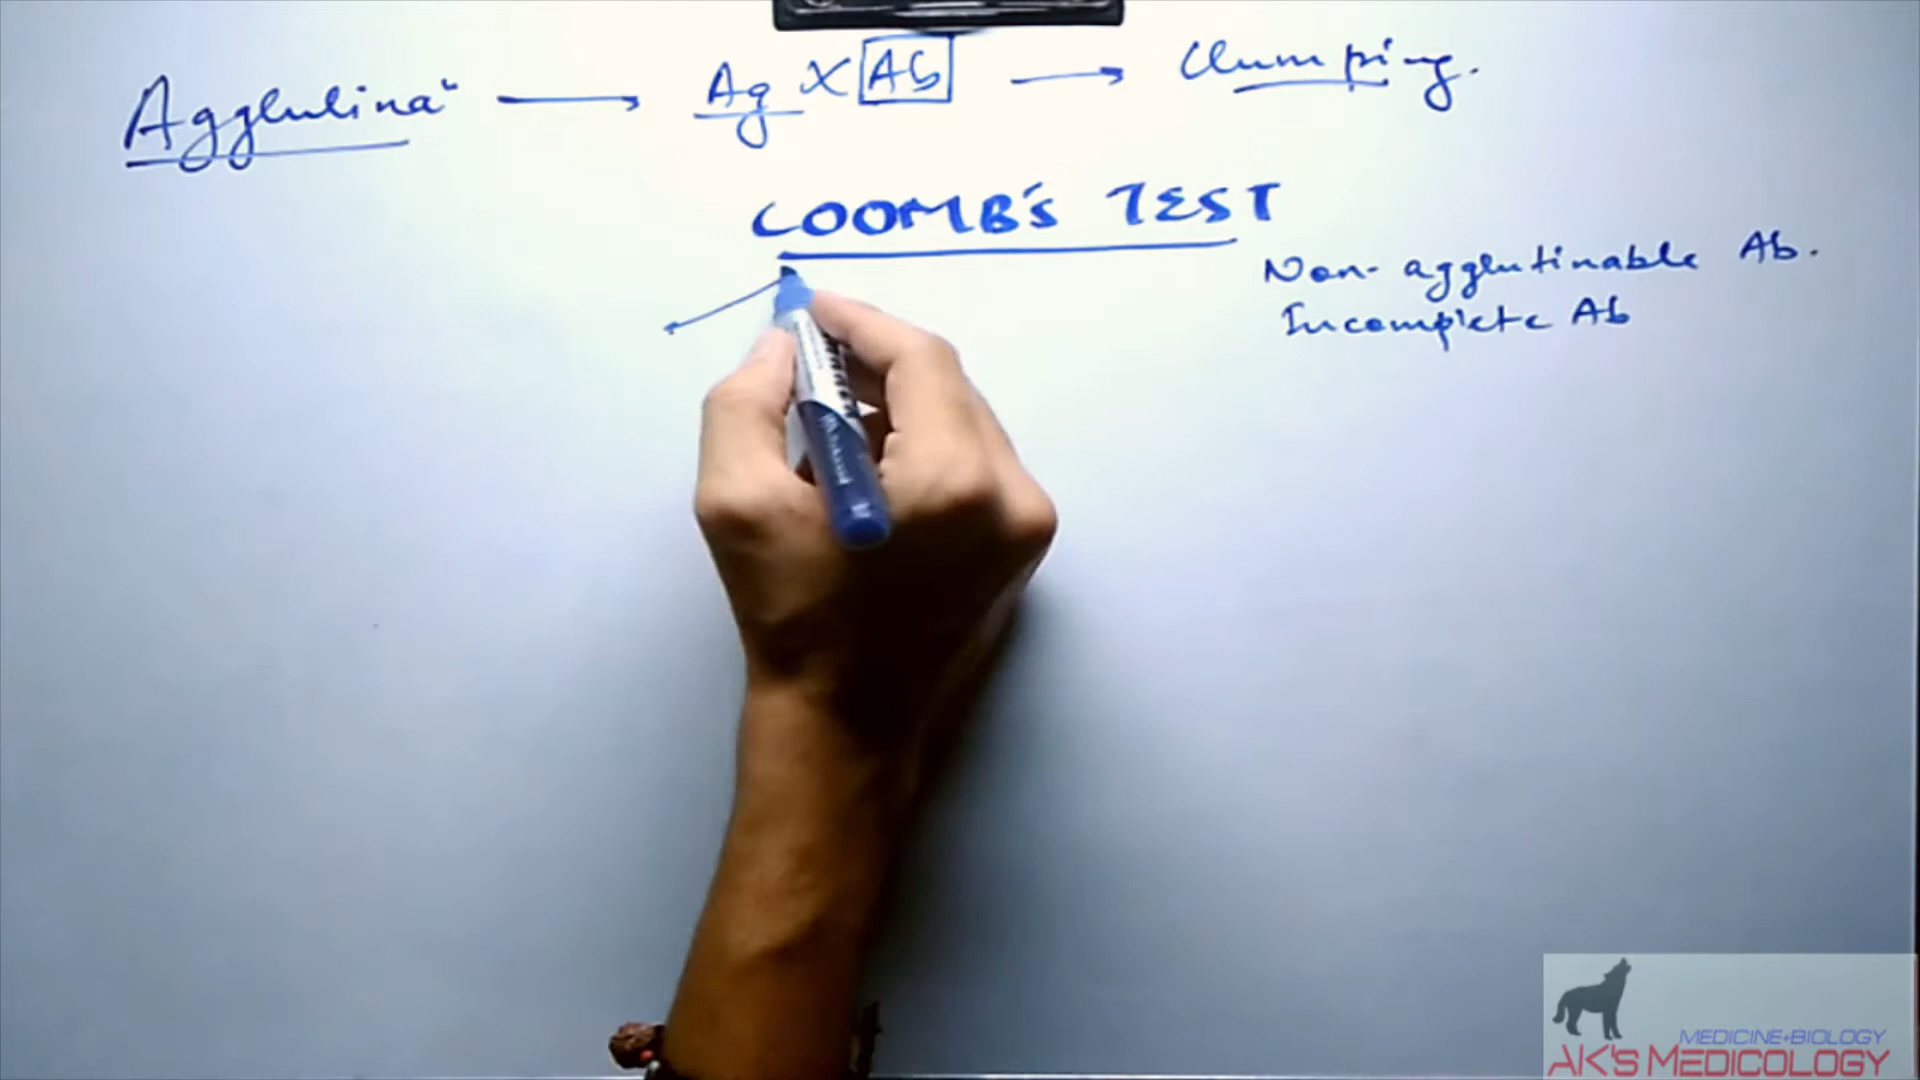 Agglutina" → Ag X Ab → Clumping.
COOMB's TEST
Non-agglutinable Ab.
Incomplete Ab
MEDICINE+BIOLOGY
AK's MEDICOLOGY